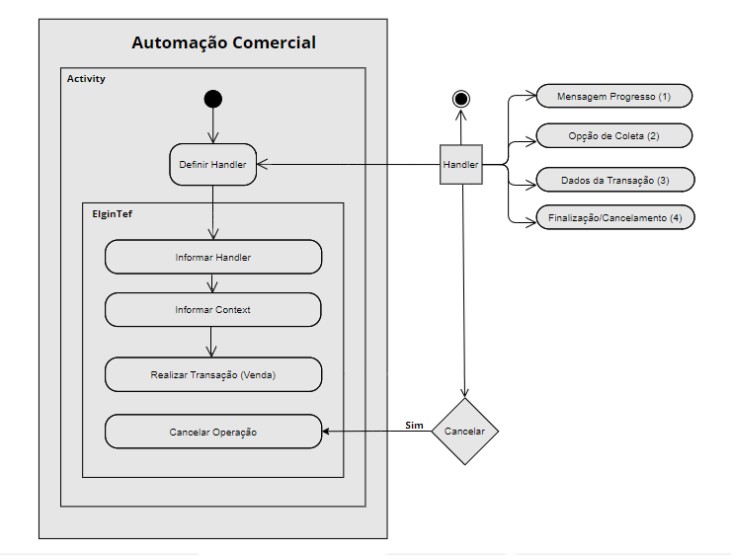 Automação Comercial
Activity
Definir Handler
ElginTef
Informar Handler
Informar Context
Realizar Transação (Venda)
Cancelar Operação
Handler
Mensagem Progresso (1)
Opção de Coleta (2)
Dados da Transação (3)
Finalização/Cancelamento (4)
Sim
Cancelar